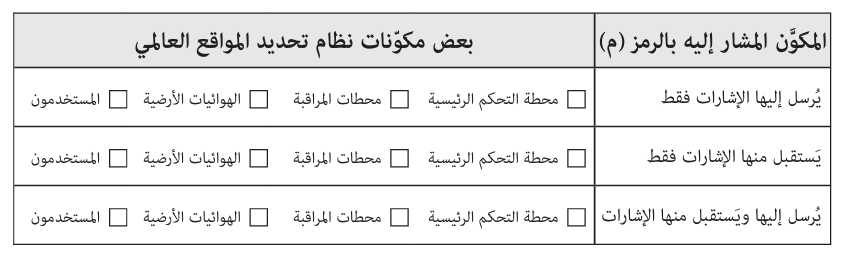 المكوَّن المشار إليه بالرمز (م) بعض مكوّنات نظام تحديد المواقع العالمي
يُرسل إليها الإشارات فقط محطة التحكم الرئيسية محطات المراقبة الهوائيات الأرضية المستخدمون
يَستقبل منها الإشارات فقط محطة التحكم الرئيسية محطات المراقبة الهوائيات الأرضية المستخدمون
يُرسل إليها ويَستقبل منها الإشارات محطة التحكم الرئيسية محطات المراقبة الهوائيات الأرضية المستخدمون